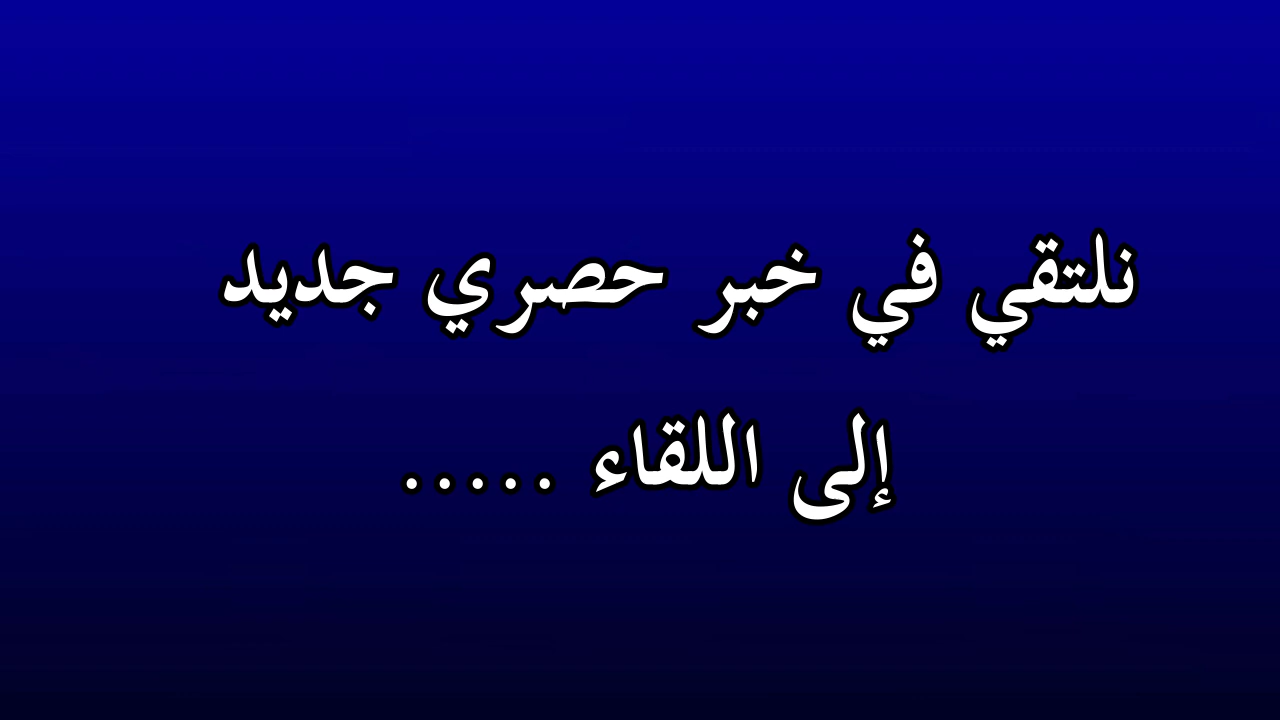 نلتقي في خبر حصري جديد
إلى اللقاء .....